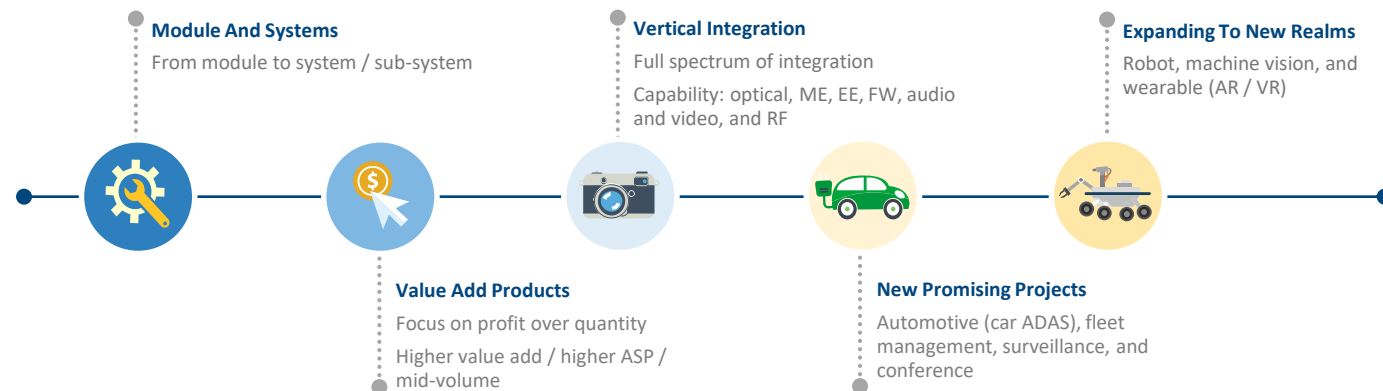 Module And Systems
From module to system / sub-system
Vertical Integration
Full spectrum of integration
Capability: optical, ME, EE, FW, audio
and video, and RF
Expanding To New Realms
Robot, machine vision, and
wearable (AR / VR)
$
Value Add Products
Focus on profit over quantity
Higher value add / higher ASP /
mid-volume
New Promising Projects
Automotive (car ADAS), fleet
management, surveillance, and
conference